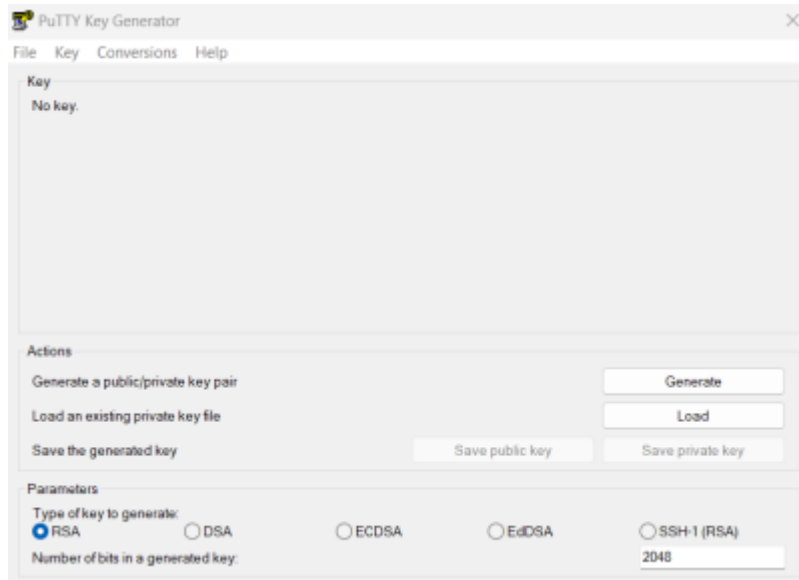 PuTTY Key Generator
File Key Conversions Help
Key
No key.
Actions
Generate a public/private key pair Generate
Load an existing private key file Load
Save the generated key Save public key Save private key
Parameters
Type of key to generate:
RSA DSA ECDSA EdDSA SSH-1 (RSA)
Number of bits in a generated key: 2048